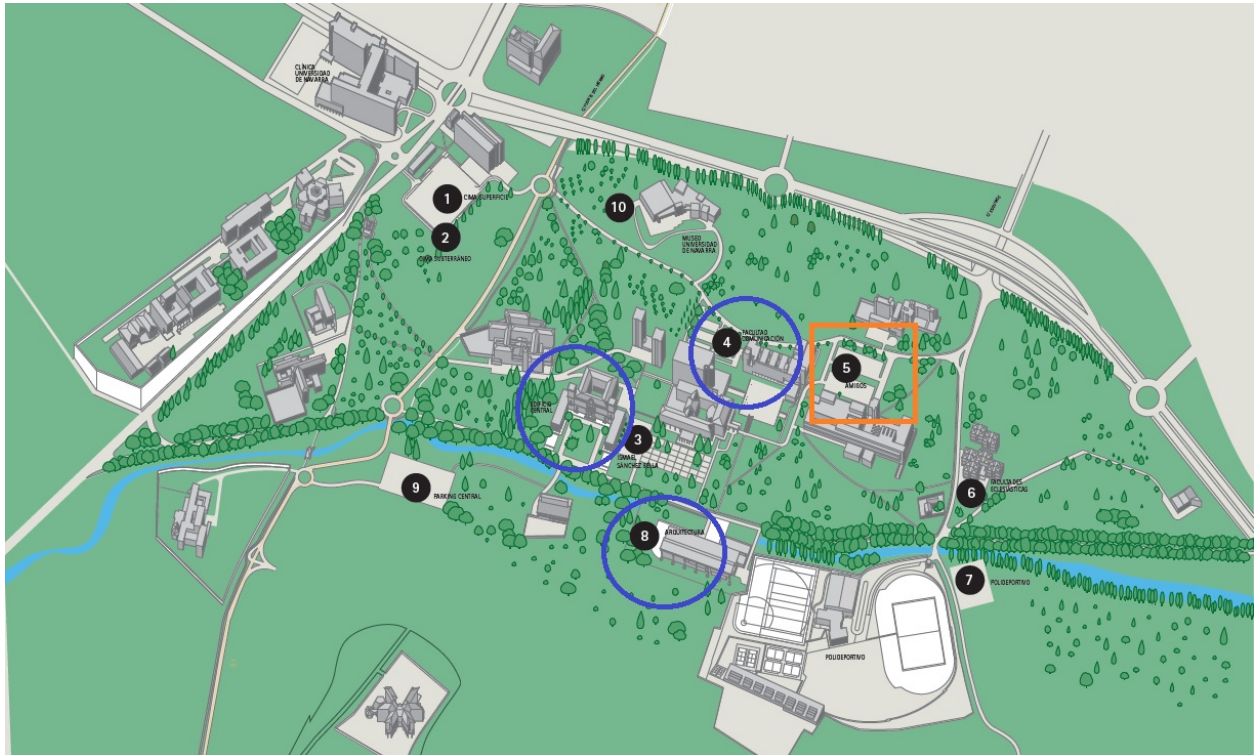 CLÍNICA
UNIVERSIDAD
DE NAVARRA
1
CIMA SUPERFICIE
2
CIMA SUBTERRÁNEO
10
MUSEO
UNIVERSIDAD
DE NAVARRA
4
FACULTAD
COMUNICACIÓN
5
AMIGOS
EDIFICIO
CENTRAL
3
ISMAEL
SÁNCHEZ BELLA
9
PARKING CENTRAL
6
FACULTADES
ECLESIÁSTICAS
8
ARQUITECTURA
7
POLIDEPORTIVO
POLIDEPORTIVO